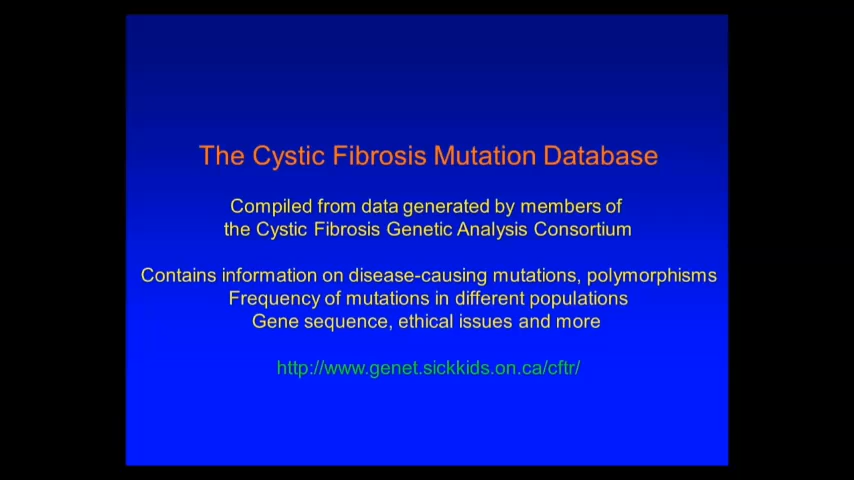 The Cystic Fibrosis Mutation Database
Compiled from data generated by members of
the Cystic Fibrosis Genetic Analysis Consortium
Contains information on disease-causing mutations, polymorphisms
Frequency of mutations in different populations
Gene sequence, ethical issues and more
http://www.genet.sickkids.on.ca/cftr/